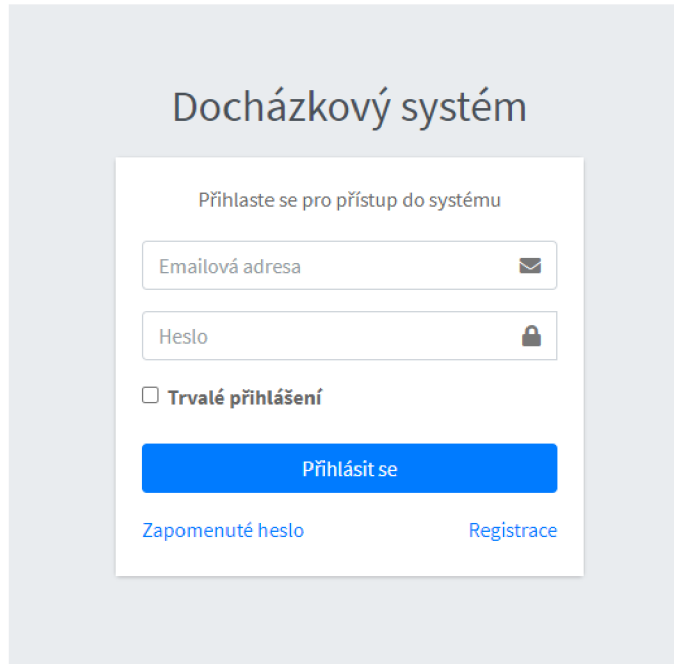 Docházkový systém
Přihlaste se pro přístup do systému
Emailová adresa
Heslo
Trvalé přihlášení
Přihlásit se
Zapomenuté heslo
Registrace